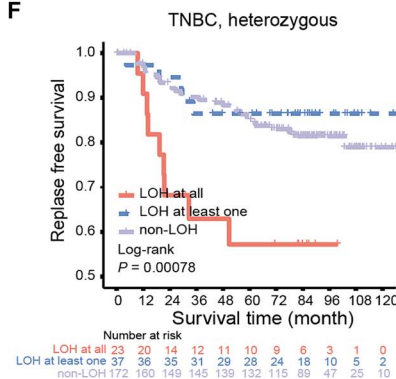 F
TNBC, heterozygous
Replase free survival
1.0
0.9
0.8
0.7
0.6
0.5
LOH at all
LOH at least one
non-LOH
Log-rank
P = 0.00078
0 12 24 36 48 60 72 84 96 108 120
Survival time (month)
Number at risk
LOH at all 23 20 14 12 11 10 9 6 3 1 0
LOH at least one 37 36 35 31 29 28 24 18 10 5 2
non-LOH 172 160 149 145 139 132 115 89 47 25 10